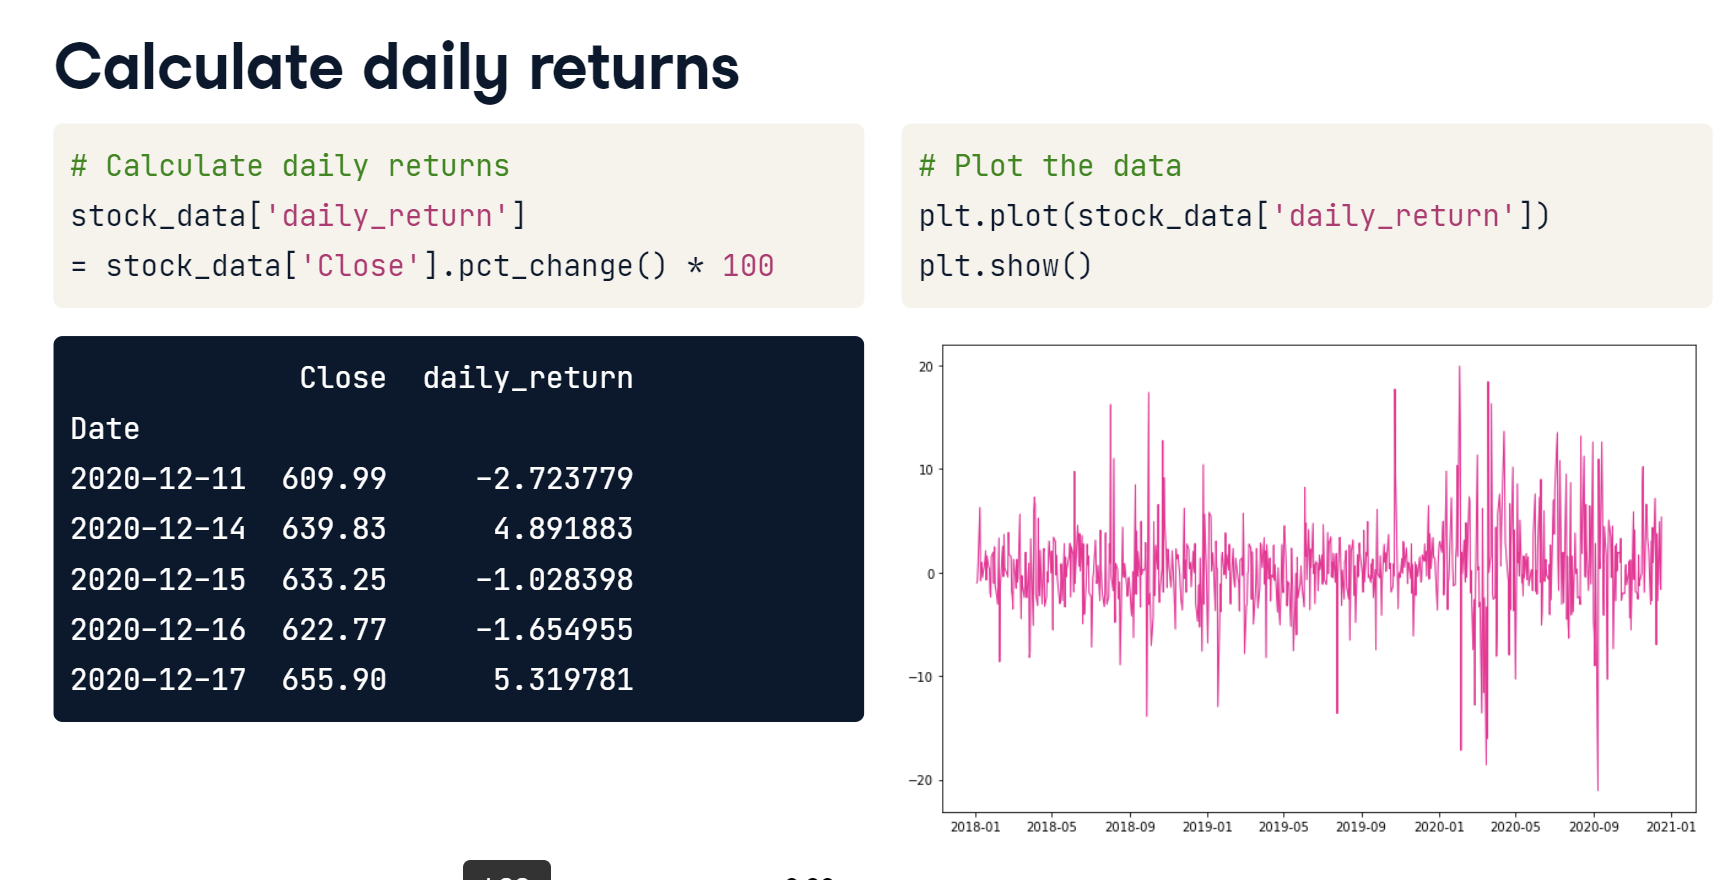 Calculate daily returns
# Calculate daily returns
stock_data['daily_return']
= stock_data['Close'].pct_change() * 100
# Plot the data
plt.plot(stock_data['daily_return'])
plt.show()
Close daily_return
Date
2020-12-11 609.99 -2.723779
2020-12-14 639.83 4.891883
2020-12-15 633.25 -1.028398
2020-12-16 622.77 -1.654955
2020-12-17 655.90 5.319781
20
10
0
-10
-20
2018-01 2018-05 2018-09 2019-01 2019-05 2019-09 2020-01 2020-05 2020-09 2021-01